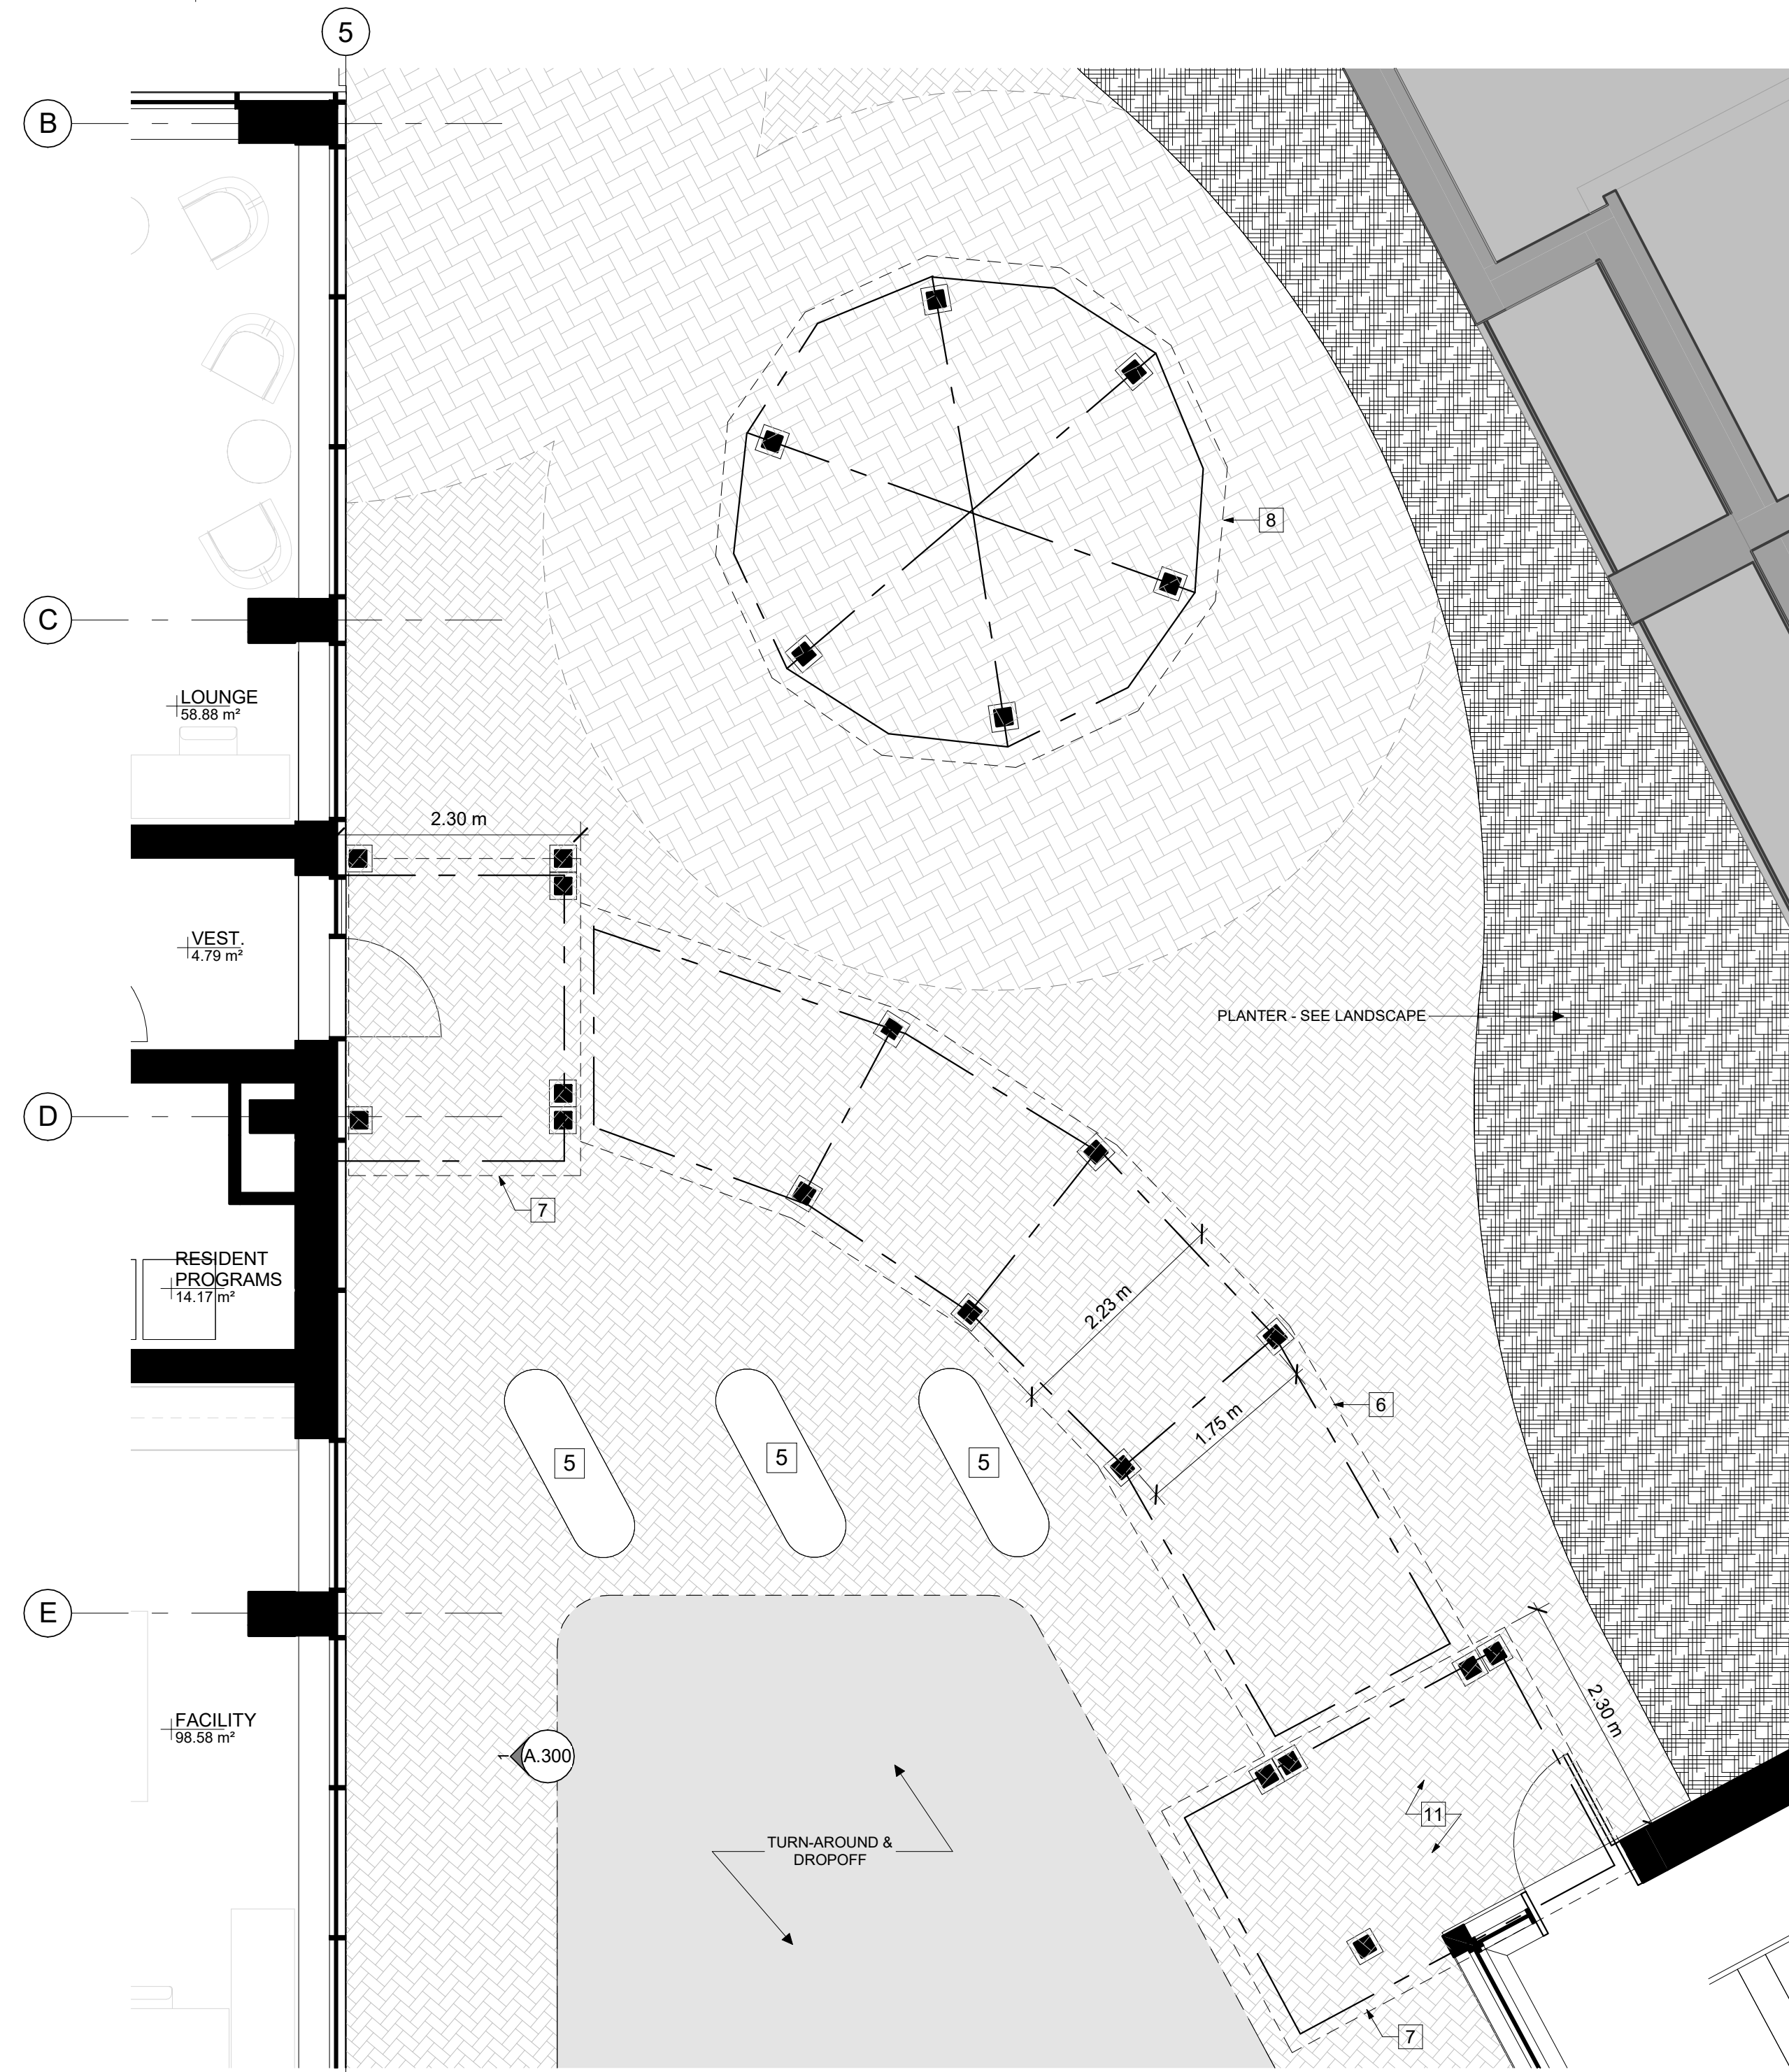 5
B
8
C
LOUNGE
58.88 m²
2.30 m
VEST.
4.79 m²
PLANTER - SEE LANDSCAPE
D
7
RESIDENT
PROGRAMS
14.17 m²
2.23 m
6
1.75 m
5
5
5
E
2.30 m
FACILITY
98.58 m²
1
A.300
11
TURN-AROUND &
DROPOFF
7